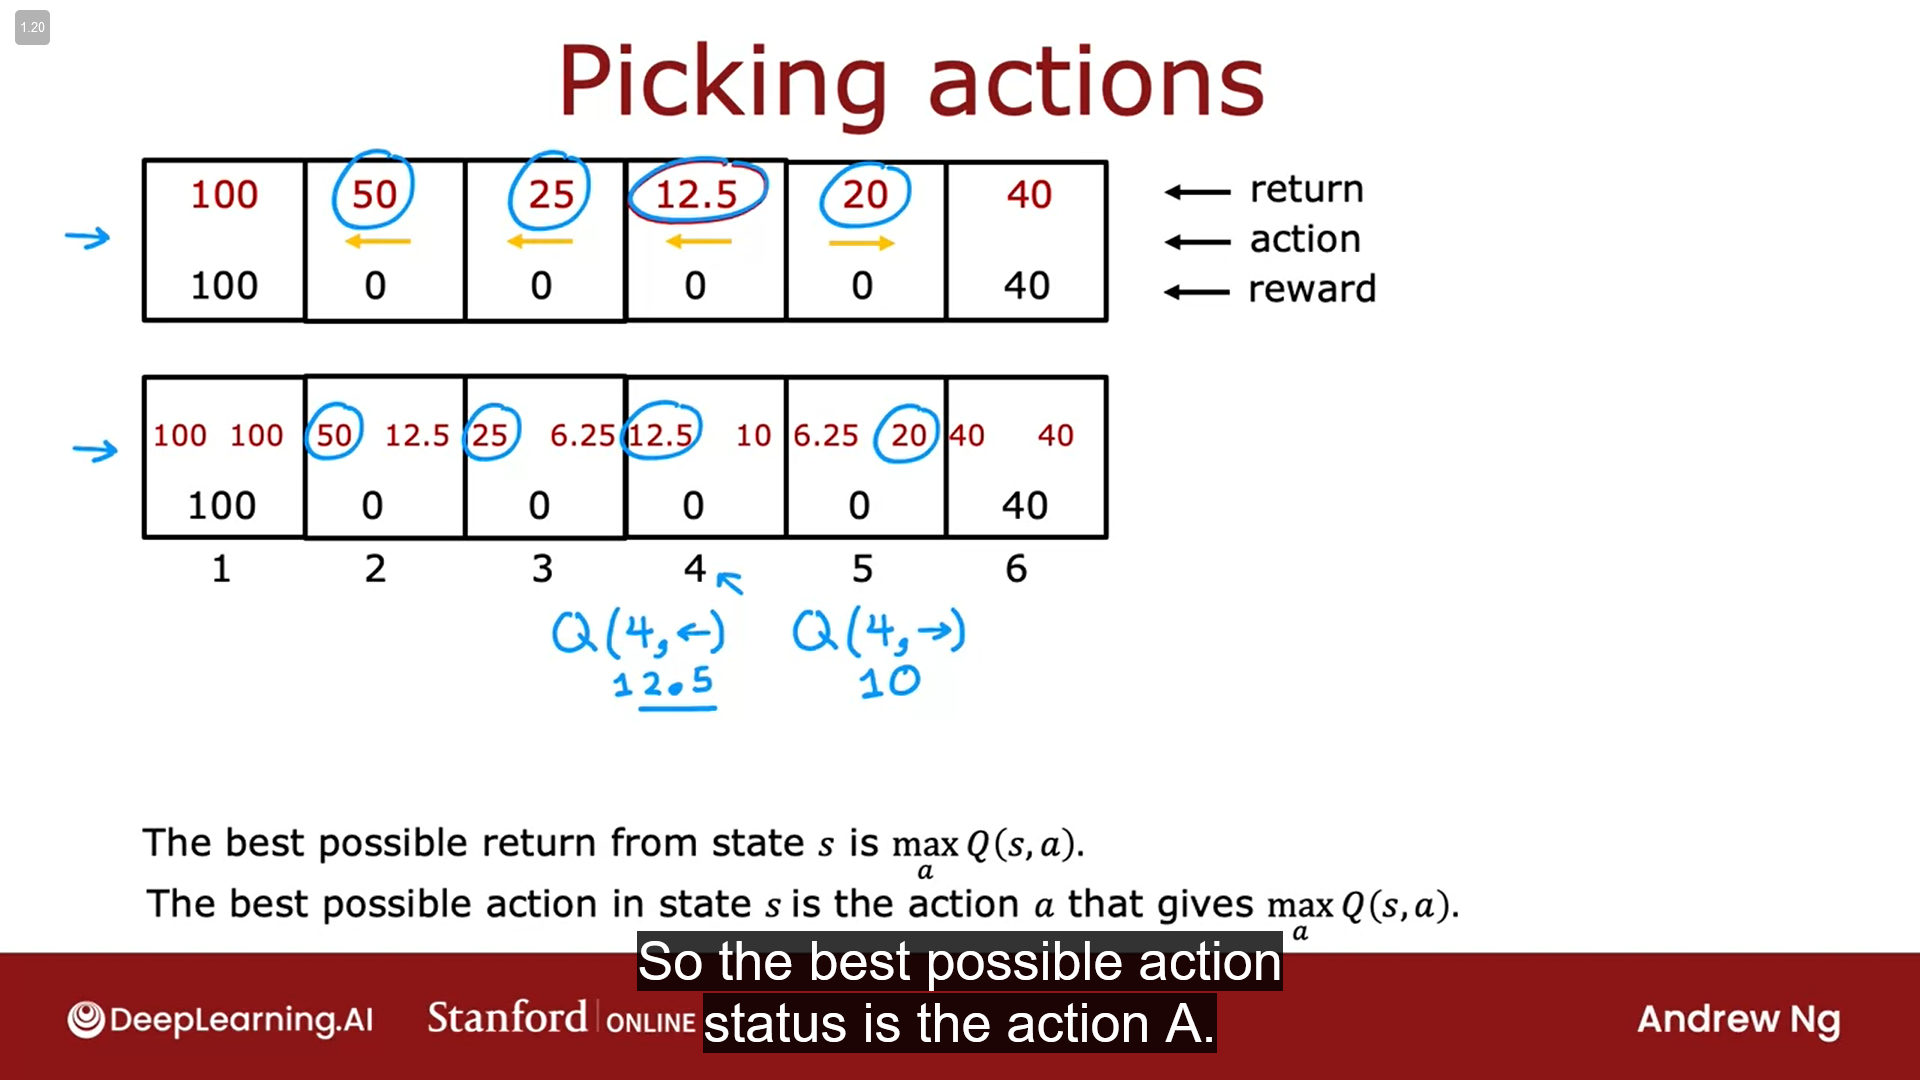 1.20
Picking actions
100 50 25 12.5 20 40 ← return
← ← ← → ← action
100 0 0 0 0 40 ← reward
100 100 50 12.5 25 6.25 12.5 10 6.25 20 40 40
100 0 0 0 0 40
1 2 3 4 5 6
Q(4,←) Q(4,→)
12.5 10
The best possible return from state s is max Q(s, a).
a
The best possible action in state s is the action a that gives max Q(s, a).
a
So the best possible action
status is the action A.
DeepLearning.AI Stanford ONLINE Andrew Ng